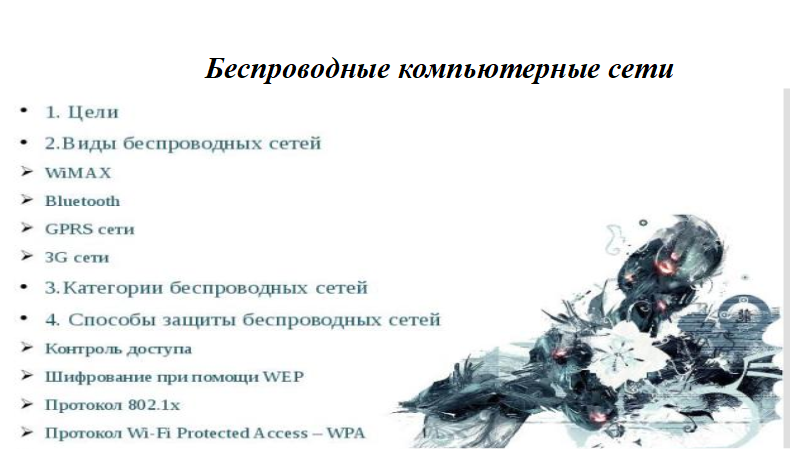 Беспроводные компьютерные сети
• 1. Цели
• 2.Виды беспроводных сетей
➢ WiMAX
➢ Bluetooth
➢ GPRS сети
➢ 3G сети
• 3.Категории беспроводных сетей
• 4. Способы защиты беспроводных сетей
➢ Контроль доступа
➢ Шифрование при помощи WEP
➢ Протокол 802.1x
➢ Протокол Wi-Fi Protected Access – WPA